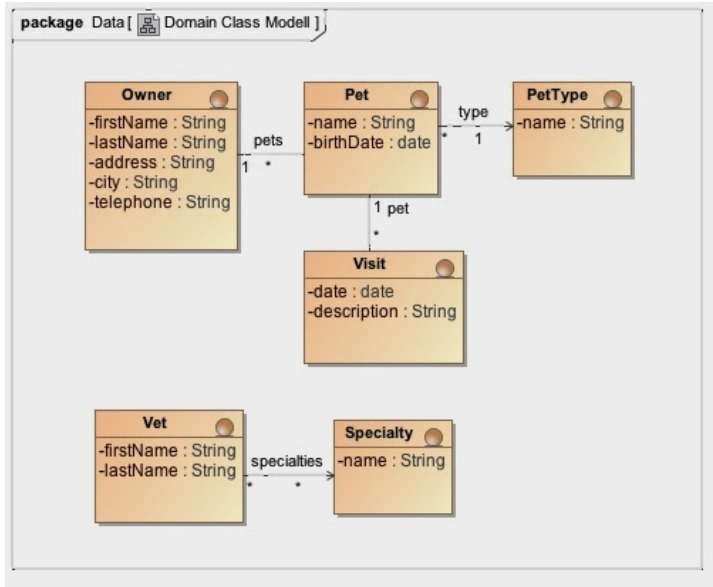 package Data [ Domain Class Modell ]
Owner
-firstName : String
-lastName : String
-address : String
-city : String
-telephone : String
pets
1 *
Pet
-name : String
-birthDate : date
type
* 1
PetType
-name : String
1 pet
*
Visit
-date : date
-description : String
Vet
-firstName : String
-lastName : String
specialties
* *
Specialty
-name : String